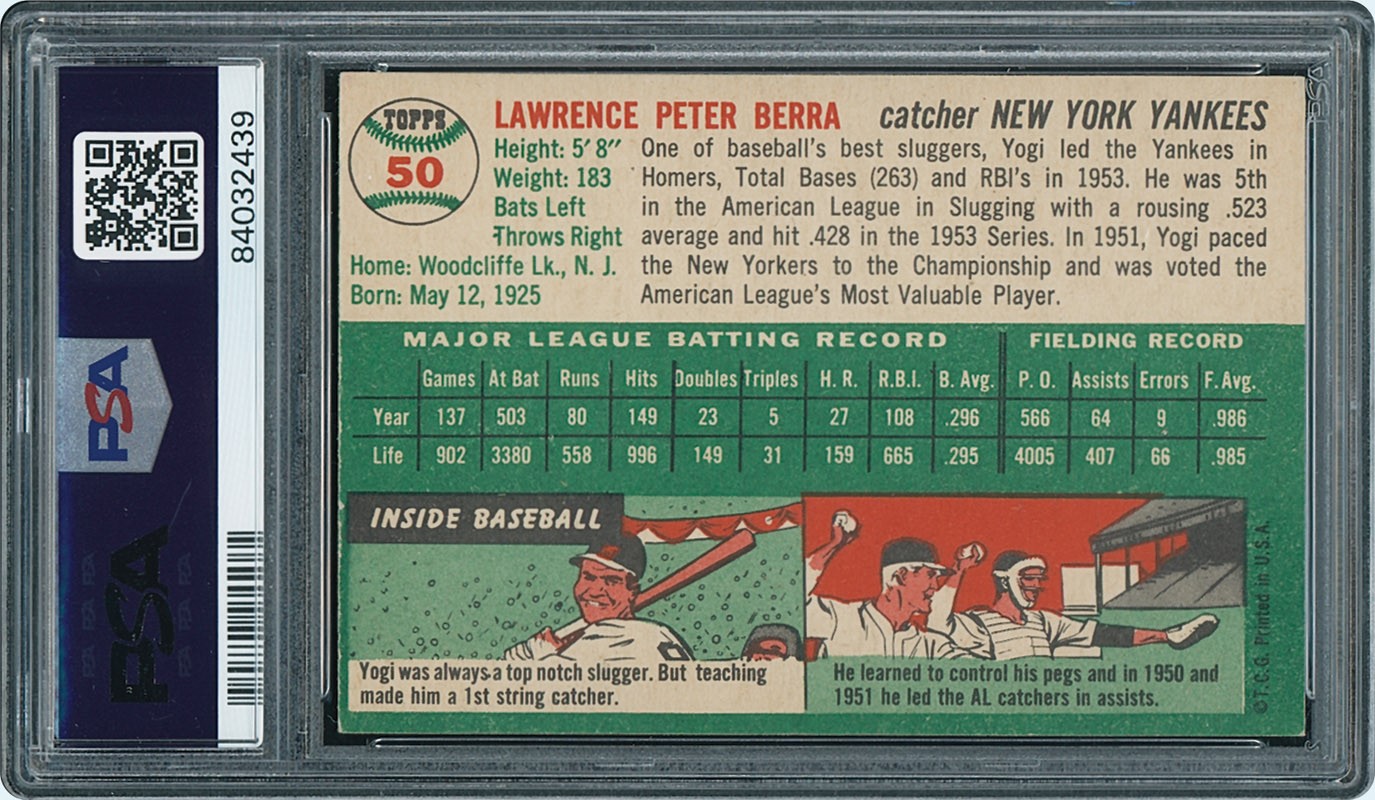 84032439
PSA
PSA
TOPPS
50
LAWRENCE PETER BERRA catcher NEW YORK YANKEES
Height: 5' 8"
Weight: 183
Bats Left
Throws Right
Home: Woodcliffe Lk., N. J.
Born: May 12, 1925
One of baseball's best sluggers, Yogi led the Yankees in
Homers, Total Bases (263) and RBI's in 1953. He was 5th
in the American League in Slugging with a rousing .523
average and hit .428 in the 1953 Series. In 1951, Yogi paced
the New Yorkers to the Championship and was voted the
American League's Most Valuable Player.
MAJOR LEAGUE BATTING RECORD FIELDING RECORD
Games At Bat Runs Hits Doubles Triples H. R. R.B.I. B. Avg. P. O. Assists Errors F. Avg.
Year 137 503 80 149 23 5 27 108 .296 566 64 9 .986
Life 902 3380 558 996 149 31 159 665 .295 4005 407 66 .985
INSIDE BASEBALL
Yogi was always a top notch slugger. But teaching
made him a 1st string catcher.
He learned to control his pegs and in 1950 and
1951 he led the AL catchers in assists.
© T.C.G. Printed in U.S.A.
PSA